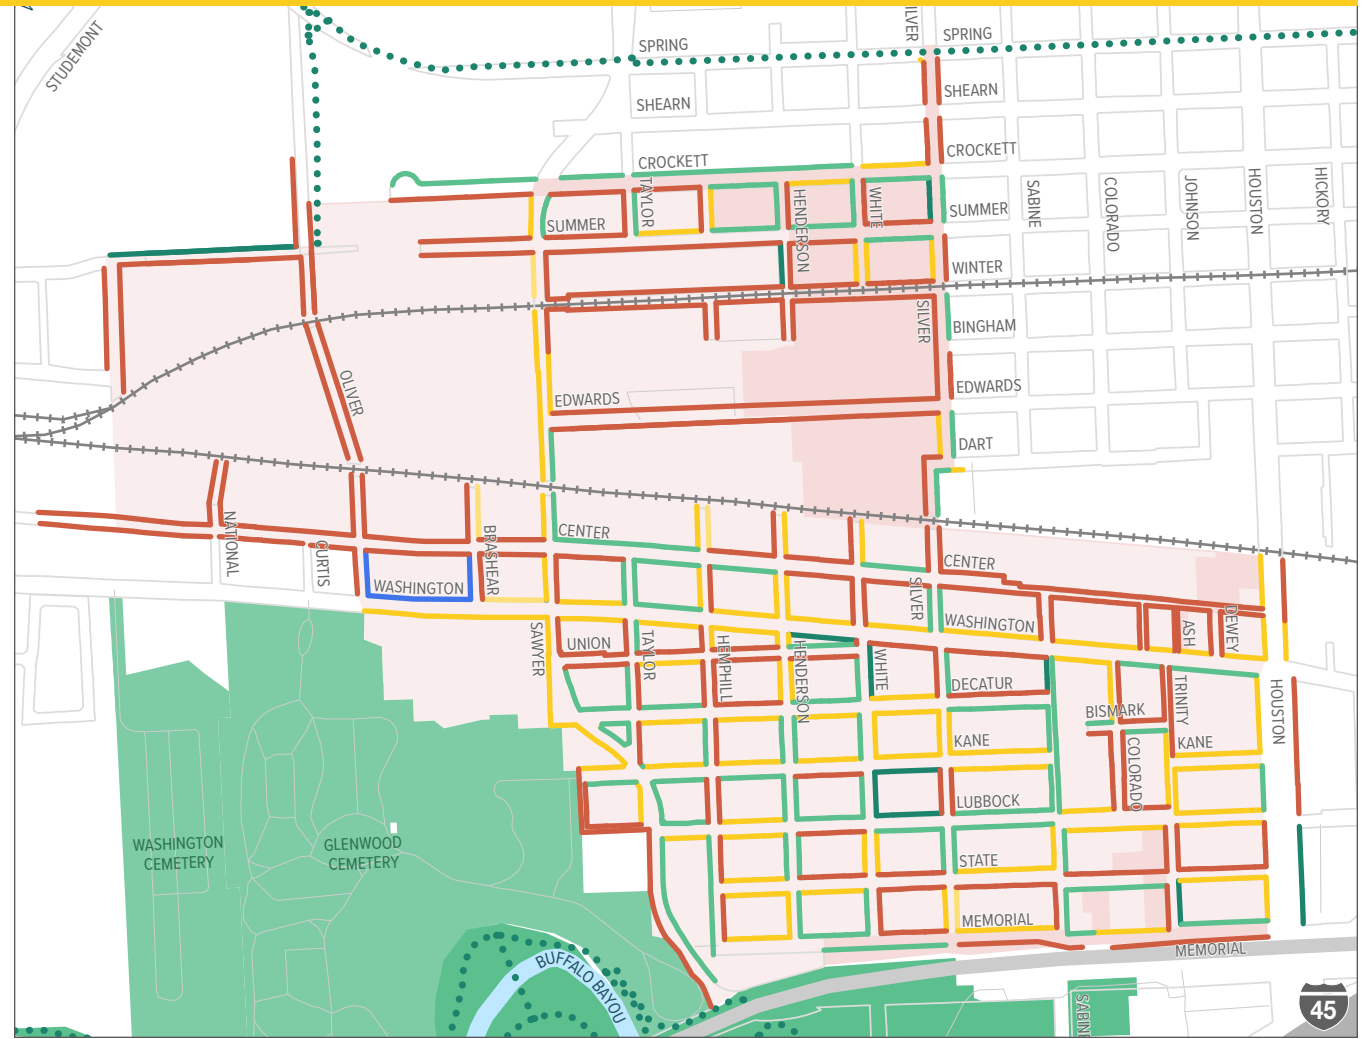 STUDEMONT
SPRING
SILVER
SPRING
SHEARN
SHEARN
CROCKETT
CROCKETT
TAYLOR
HENDERSON
WHITE
SUMMER
SUMMER
SABINE
COLORADO
JOHNSON
HOUSTON
HICKORY
WINTER
SILVER
BINGHAM
OLIVER
EDWARDS
EDWARDS
DART
NATIONAL
CURTIS
BRASHEAR
CENTER
CENTER
WASHINGTON
SILVER
WASHINGTON
ASH
DEWEY
SAWYER
UNION
TAYLOR
HEMPHILL
HENDERSON
WHITE
DECATUR
TRINITY
HOUSTON
BISMARK
KANE
KANE
COLORADO
LUBBOCK
WASHINGTON
CEMETERY
GLENWOOD
CEMETERY
STATE
MEMORIAL
MEMORIAL
BUFFALO BAYOU
45